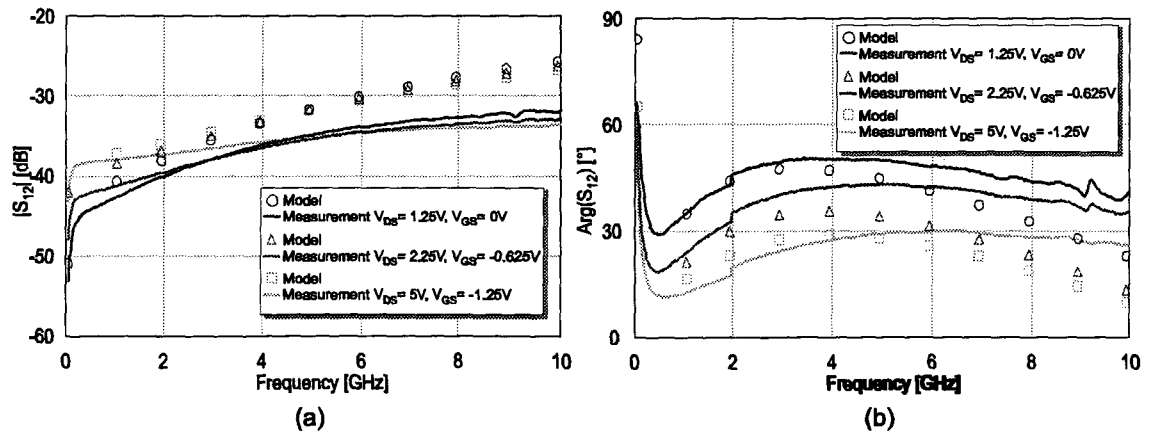 -20
-30
-40
-50
-60
|S12| [dB]
Model
Measurement VDS= 1.25V, VGS= 0V
Model
Measurement VDS= 2.25V, VGS= -0.625V
Model
Measurement VDS= 5V, VGS= -1.25V
0 2 4 6 8 10
Frequency [GHz]
(a)
90
60
30
0
Arg(S12) [°]
Model
Measurement VDS= 1.25V, VGS= 0V
Model
Measurement VDS= 2.25V, VGS= -0.625V
Model
Measurement VDS= 5V, VGS= -1.25V
0 2 4 6 8 10
Frequency [GHz]
(b)